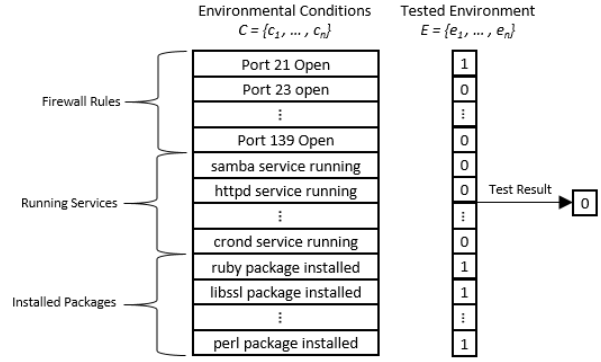 Environmental Conditions
C = {c1, ... , cn}
Tested Environment
E = {e1, ... , en}
Firewall Rules
Running Services
Installed Packages
Port 21 Open
Port 23 open
⋮
Port 139 Open
samba service running
httpd service running
⋮
crond service running
ruby package installed
libssl package installed
⋮
perl package installed
1
0
⋮
0
0
0
⋮
0
1
1
⋮
1
Test Result
0